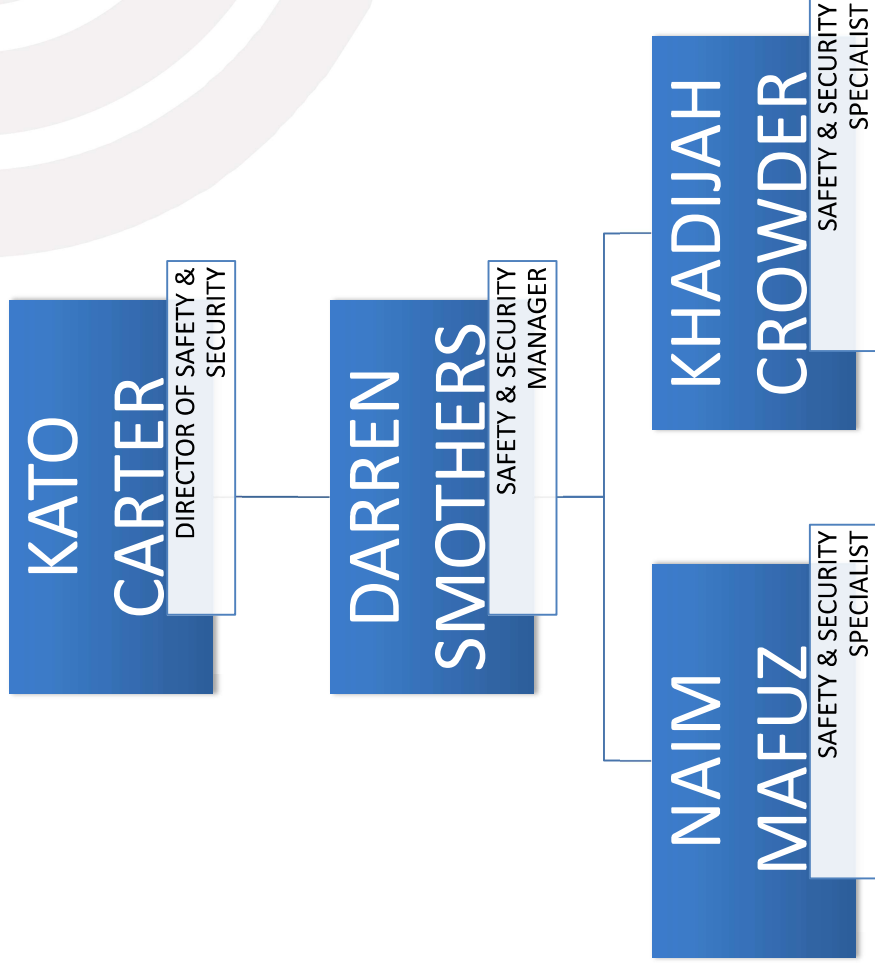 KATO
CARTER
DIRECTOR OF SAFETY &
SECURITY
DARREN
SMOTHERS
SAFETY & SECURITY
MANAGER
NAIM
MAFUZ
SAFETY & SECURITY
SPECIALIST
KHADIJAH
CROWDER
SAFETY & SECURITY
SPECIALIST